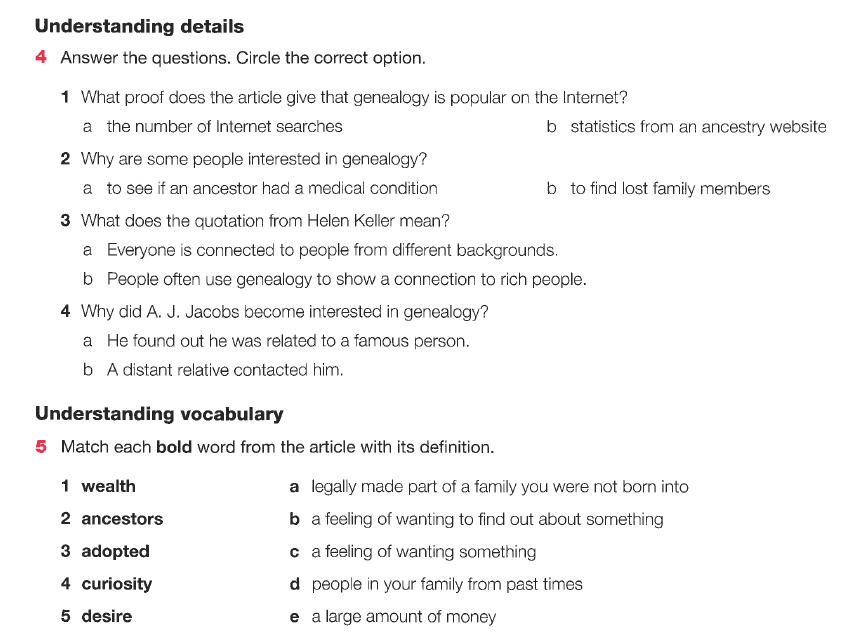 Understanding details
4 Answer the questions. Circle the correct option.
1 What proof does the article give that genealogy is popular on the Internet?
a the number of Internet searches b statistics from an ancestry website
2 Why are some people interested in genealogy?
a to see if an ancestor had a medical condition b to find lost family members
3 What does the quotation from Helen Keller mean?
a Everyone is connected to people from different backgrounds.
b People often use genealogy to show a connection to rich people.
4 Why did A. J. Jacobs become interested in genealogy?
a He found out he was related to a famous person.
b A distant relative contacted him.
Understanding vocabulary
5 Match each bold word from the article with its definition.
1 wealth a legally made part of a family you were not born into
2 ancestors b a feeling of wanting to find out about something
3 adopted c a feeling of wanting something
4 curiosity d people in your family from past times
5 desire e a large amount of money